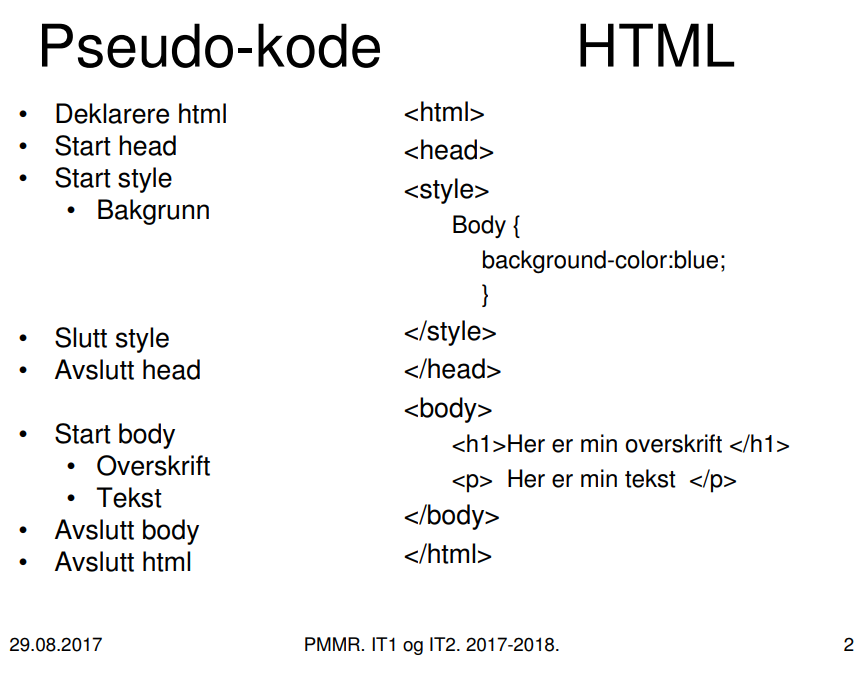 Pseudo-kode
• Deklarere html
• Start head
• Start style
• Bakgrunn
• Slutt style
• Avslutt head
• Start body
• Overskrift
• Tekst
• Avslutt body
• Avslutt html
HTML
<html>
<head>
<style>
Body {
background-color:blue;
}
</style>
</head>
<body>
<h1>Her er min overskrift </h1>
<p>  Her er min tekst  </p>
</body>
</html>
29.08.2017
PMMR. IT1 og IT2. 2017-2018.
2